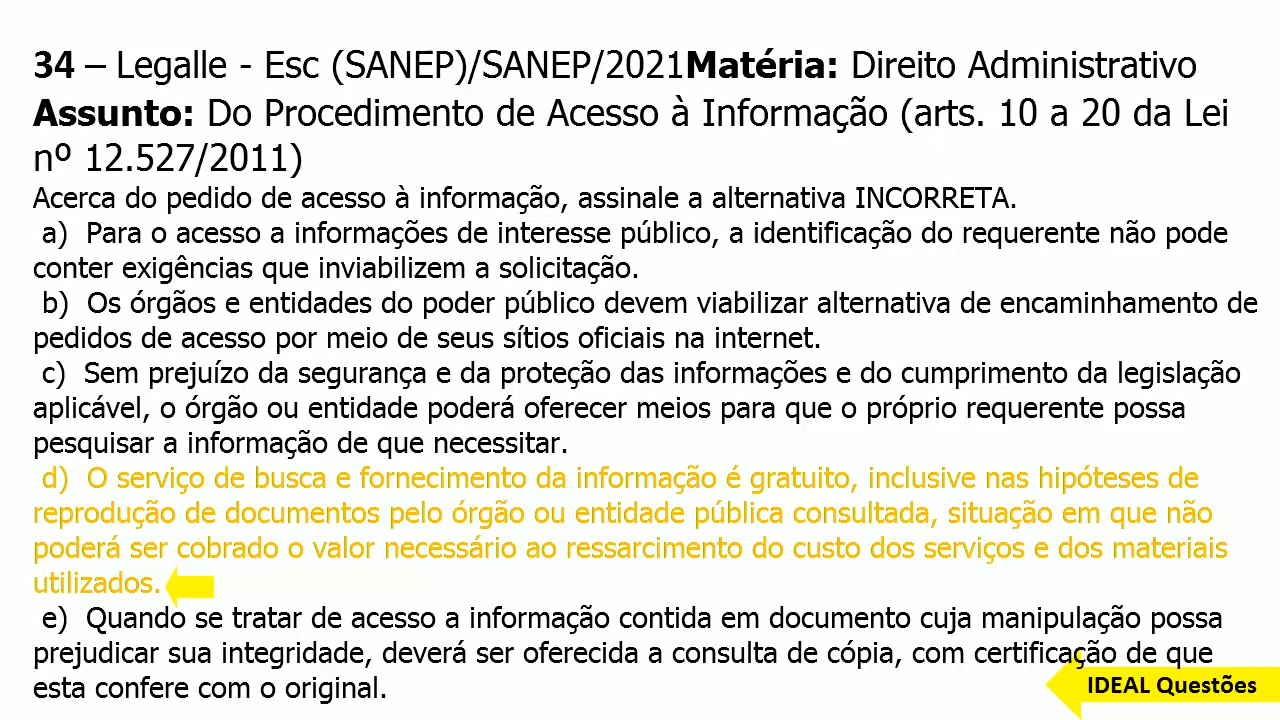 34 – Legalle - Esc (SANEP)/SANEP/2021Matéria: Direito Administrativo
Assunto: Do Procedimento de Acesso à Informação (arts. 10 a 20 da Lei
nº 12.527/2011)
Acerca do pedido de acesso à informação, assinale a alternativa INCORRETA.
a) Para o acesso a informações de interesse público, a identificação do requerente não pode
conter exigências que inviabilizem a solicitação.
b) Os órgãos e entidades do poder público devem viabilizar alternativa de encaminhamento de
pedidos de acesso por meio de seus sítios oficiais na internet.
c) Sem prejuízo da segurança e da proteção das informações e do cumprimento da legislação
aplicável, o órgão ou entidade poderá oferecer meios para que o próprio requerente possa
pesquisar a informação de que necessitar.
d) O serviço de busca e fornecimento da informação é gratuito, inclusive nas hipóteses de
reprodução de documentos pelo órgão ou entidade pública consultada, situação em que não
poderá ser cobrado o valor necessário ao ressarcimento do custo dos serviços e dos materiais
utilizados.
e) Quando se tratar de acesso a informação contida em documento cuja manipulação possa
prejudicar sua integridade, deverá ser oferecida a consulta de cópia, com certificação de que
esta confere com o original.
IDEAL Questões